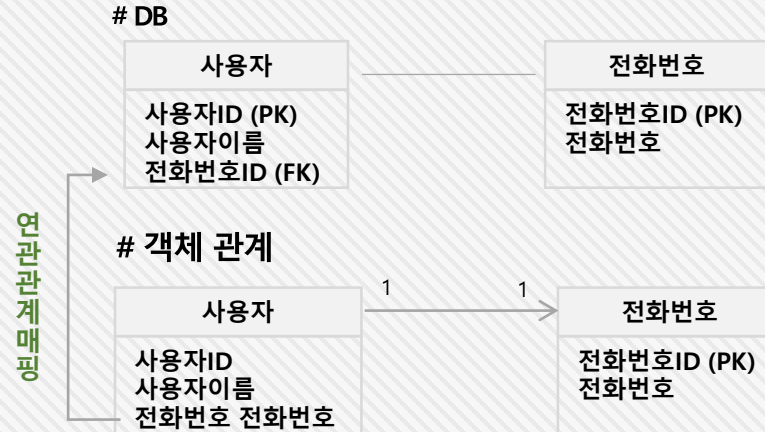 # DB
사용자
전화번호
사용자ID (PK)
사용자이름
전화번호ID (FK)
전화번호ID (PK)
전화번호
연관관계매핑
# 객체 관계
1
1
사용자
전화번호
사용자ID
사용자이름
전화번호 전화번호
전화번호ID (PK)
전화번호